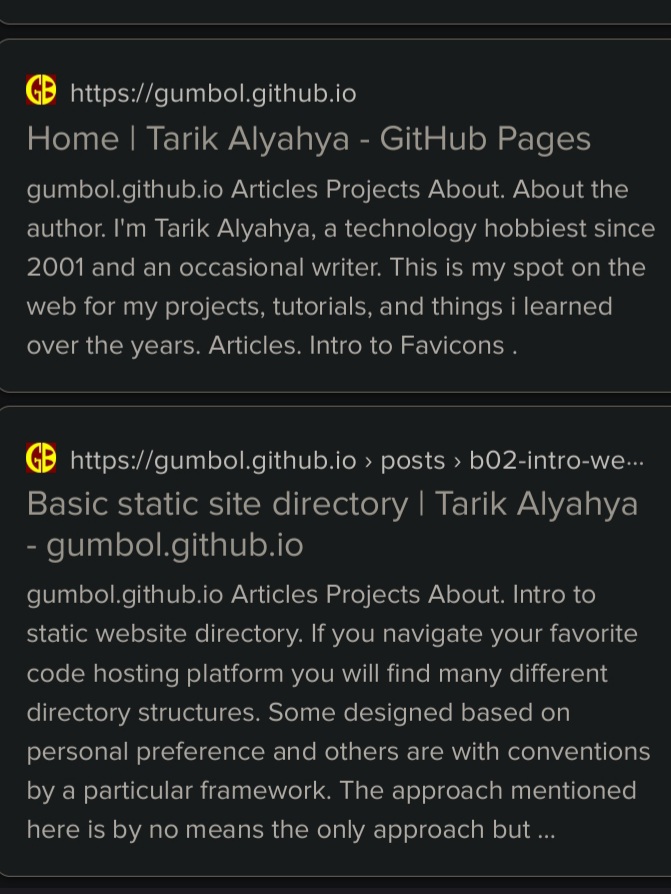 GB https://gumbol.github.io
Home | Tarik Alyahya - GitHub Pages
gumbol.github.io Articles Projects About. About the
author. I'm Tarik Alyahya, a technology hobbiest since
2001 and an occasional writer. This is my spot on the
web for my projects, tutorials, and things i learned
over the years. Articles. Intro to Favicons .
GB https://gumbol.github.io › posts › b02-intro-we···
Basic static site directory | Tarik Alyahya
- gumbol.github.io
gumbol.github.io Articles Projects About. Intro to
static website directory. If you navigate your favorite
code hosting platform you will find many different
directory structures. Some designed based on
personal preference and others are with conventions
by a particular framework. The approach mentioned
here is by no means the only approach but ...